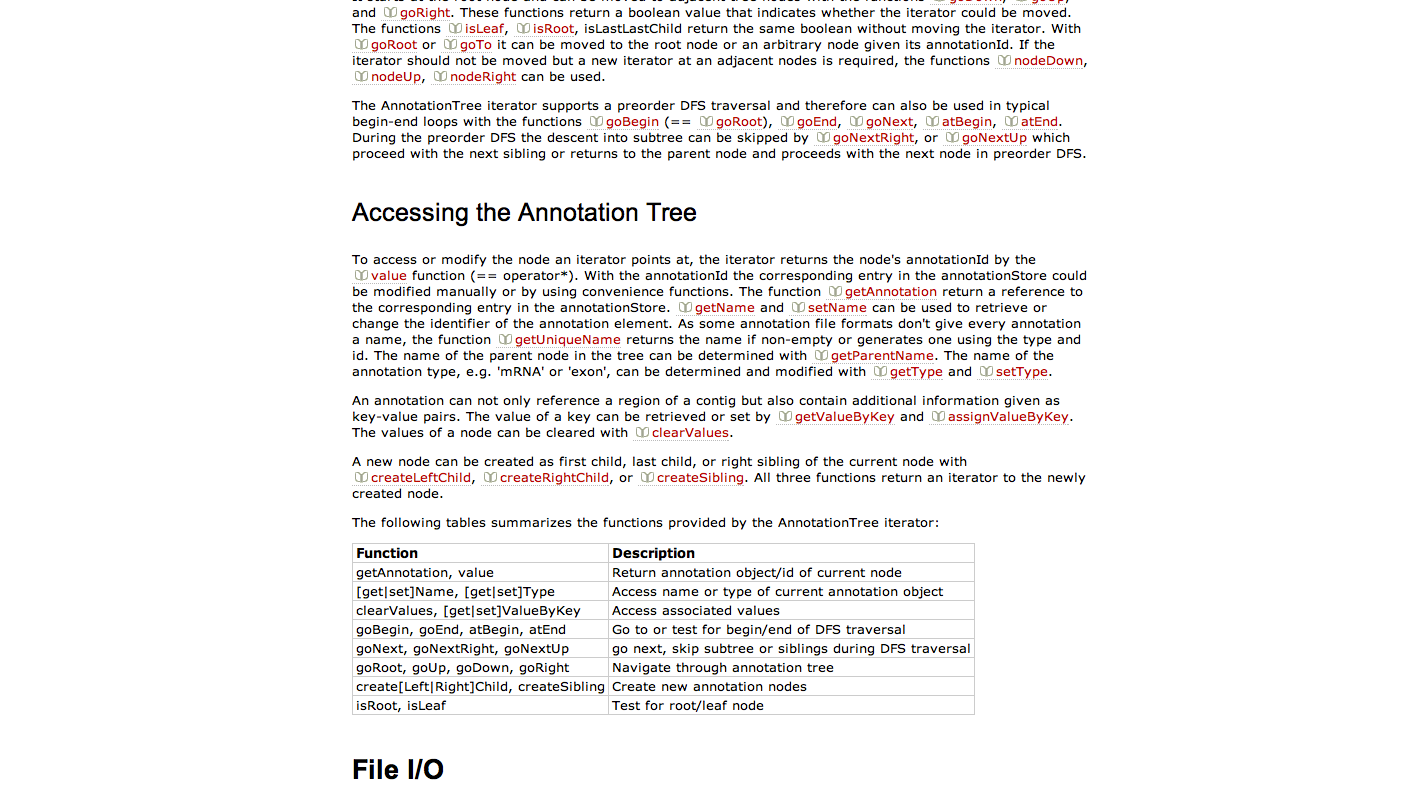 and goRight. These functions return a boolean value that indicates whether the iterator could be moved.
The functions isLeaf, isRoot, isLastLastChild return the same boolean without moving the iterator. With
goRoot or goTo it can be moved to the root node or an arbitrary node given its annotationId. If the
iterator should not be moved but a new iterator at an adjacent nodes is required, the functions nodeDown,
nodeUp, nodeRight can be used.
The AnnotationTree iterator supports a preorder DFS traversal and therefore can also be used in typical
begin-end loops with the functions goBegin (== goRoot), goEnd, goNext, atBegin, atEnd.
During the preorder DFS the descent into subtree can be skipped by goNextRight, or goNextUp which
proceed with the next sibling or returns to the parent node and proceeds with the next node in preorder DFS.
Accessing the Annotation Tree
To access or modify the node an iterator points at, the iterator returns the node's annotationId by the
value function (== operator*). With the annotationId the corresponding entry in the annotationStore could
be modified manually or by using convenience functions. The function getAnnotation return a reference to
the corresponding entry in the annotationStore. getName and setName can be used to retrieve or
change the identifier of the annotation element. As some annotation file formats don't give every annotation
a name, the function getUniqueName returns the name if non-empty or generates one using the type and
id. The name of the parent node in the tree can be determined with getParentName. The name of the
annotation type, e.g. 'mRNA' or 'exon', can be determined and modified with getType and setType.
An annotation can not only reference a region of a contig but also contain additional information given as
key-value pairs. The value of a key can be retrieved or set by getValueByKey and assignValueByKey.
The values of a node can be cleared with clearValues.
A new node can be created as first child, last child, or right sibling of the current node with
createLeftChild, createRightChild, or createSibling. All three functions return an iterator to the newly
created node.
The following tables summarizes the functions provided by the AnnotationTree iterator:
Function Description
getAnnotation, value Return annotation object/id of current node
[get|set]Name, [get|set]Type Access name or type of current annotation object
clearValues, [get|set]ValueByKey Access associated values
goBegin, goEnd, atBegin, atEnd Go to or test for begin/end of DFS traversal
goNext, goNextRight, goNextUp go next, skip subtree or siblings during DFS traversal
goRoot, goUp, goDown, goRight Navigate through annotation tree
create[Left|Right]Child, createSibling Create new annotation nodes
isRoot, isLeaf Test for root/leaf node
File I/O